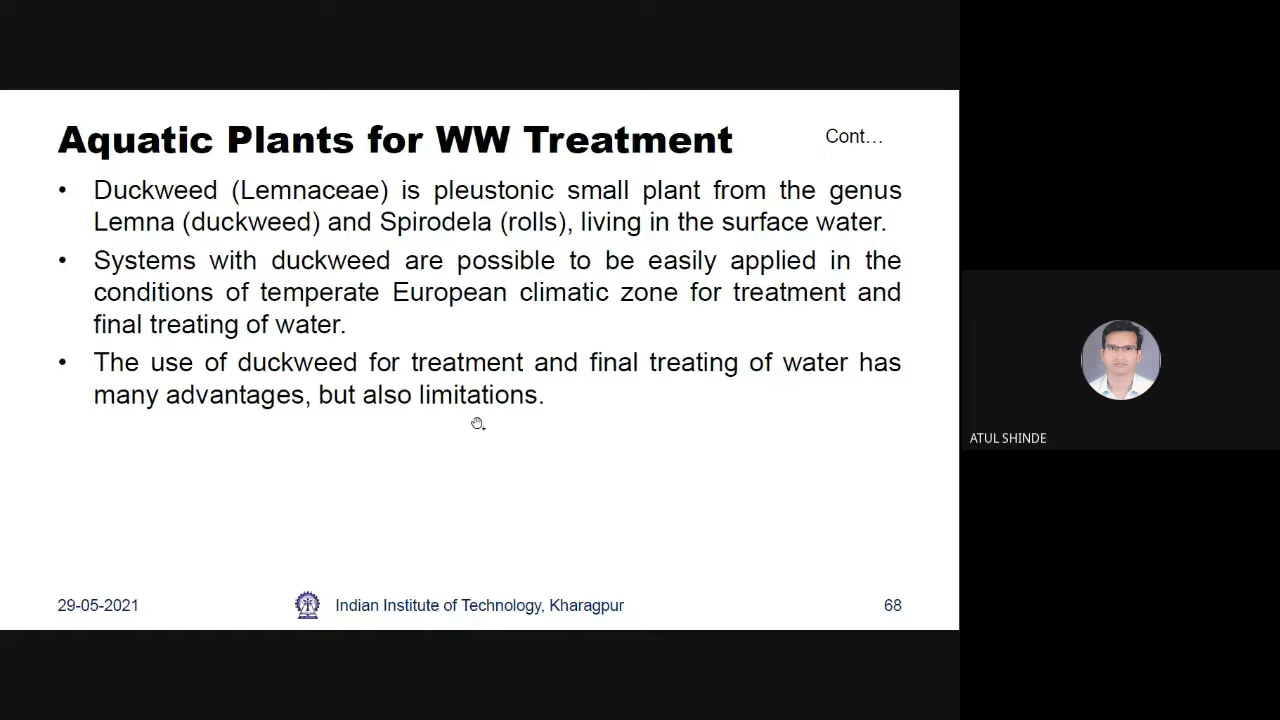 Aquatic Plants for WW Treatment
Cont...
• Duckweed (Lemnaceae) is pleustonic small plant from the genus
Lemna (duckweed) and Spirodela (rolls), living in the surface water.
• Systems with duckweed are possible to be easily applied in the
conditions of temperate European climatic zone for treatment and
final treating of water.
• The use of duckweed for treatment and final treating of water has
many advantages, but also limitations.
29-05-2021
Indian Institute of Technology, Kharagpur
68
ATUL SHINDE